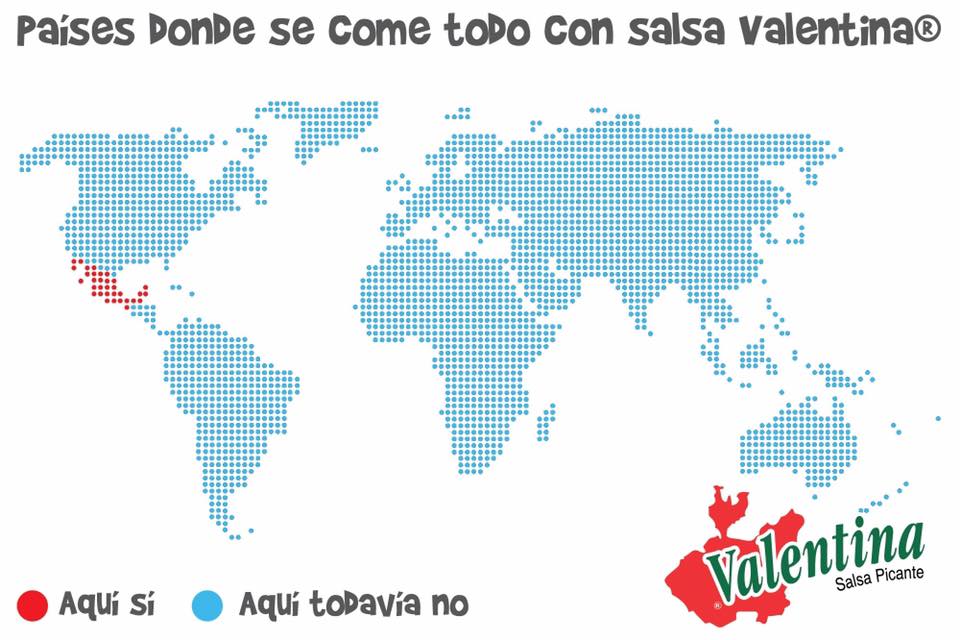 Países donde se come todo con salsa Valentina®
Valentina
®
Salsa Picante
Aquí sí
Aquí todavía no